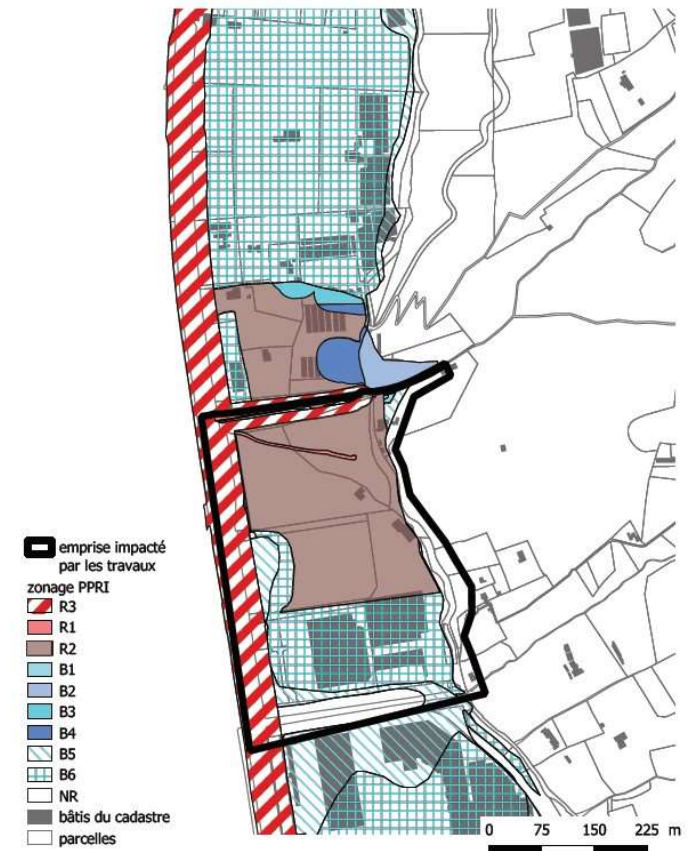 emprise impacté
par les travaux
zonage PPRI
R3
R1
R2
B1
B2
B3
B4
B5
B6
NR
bâtis du cadastre
parcelles
0 75 150 225 m